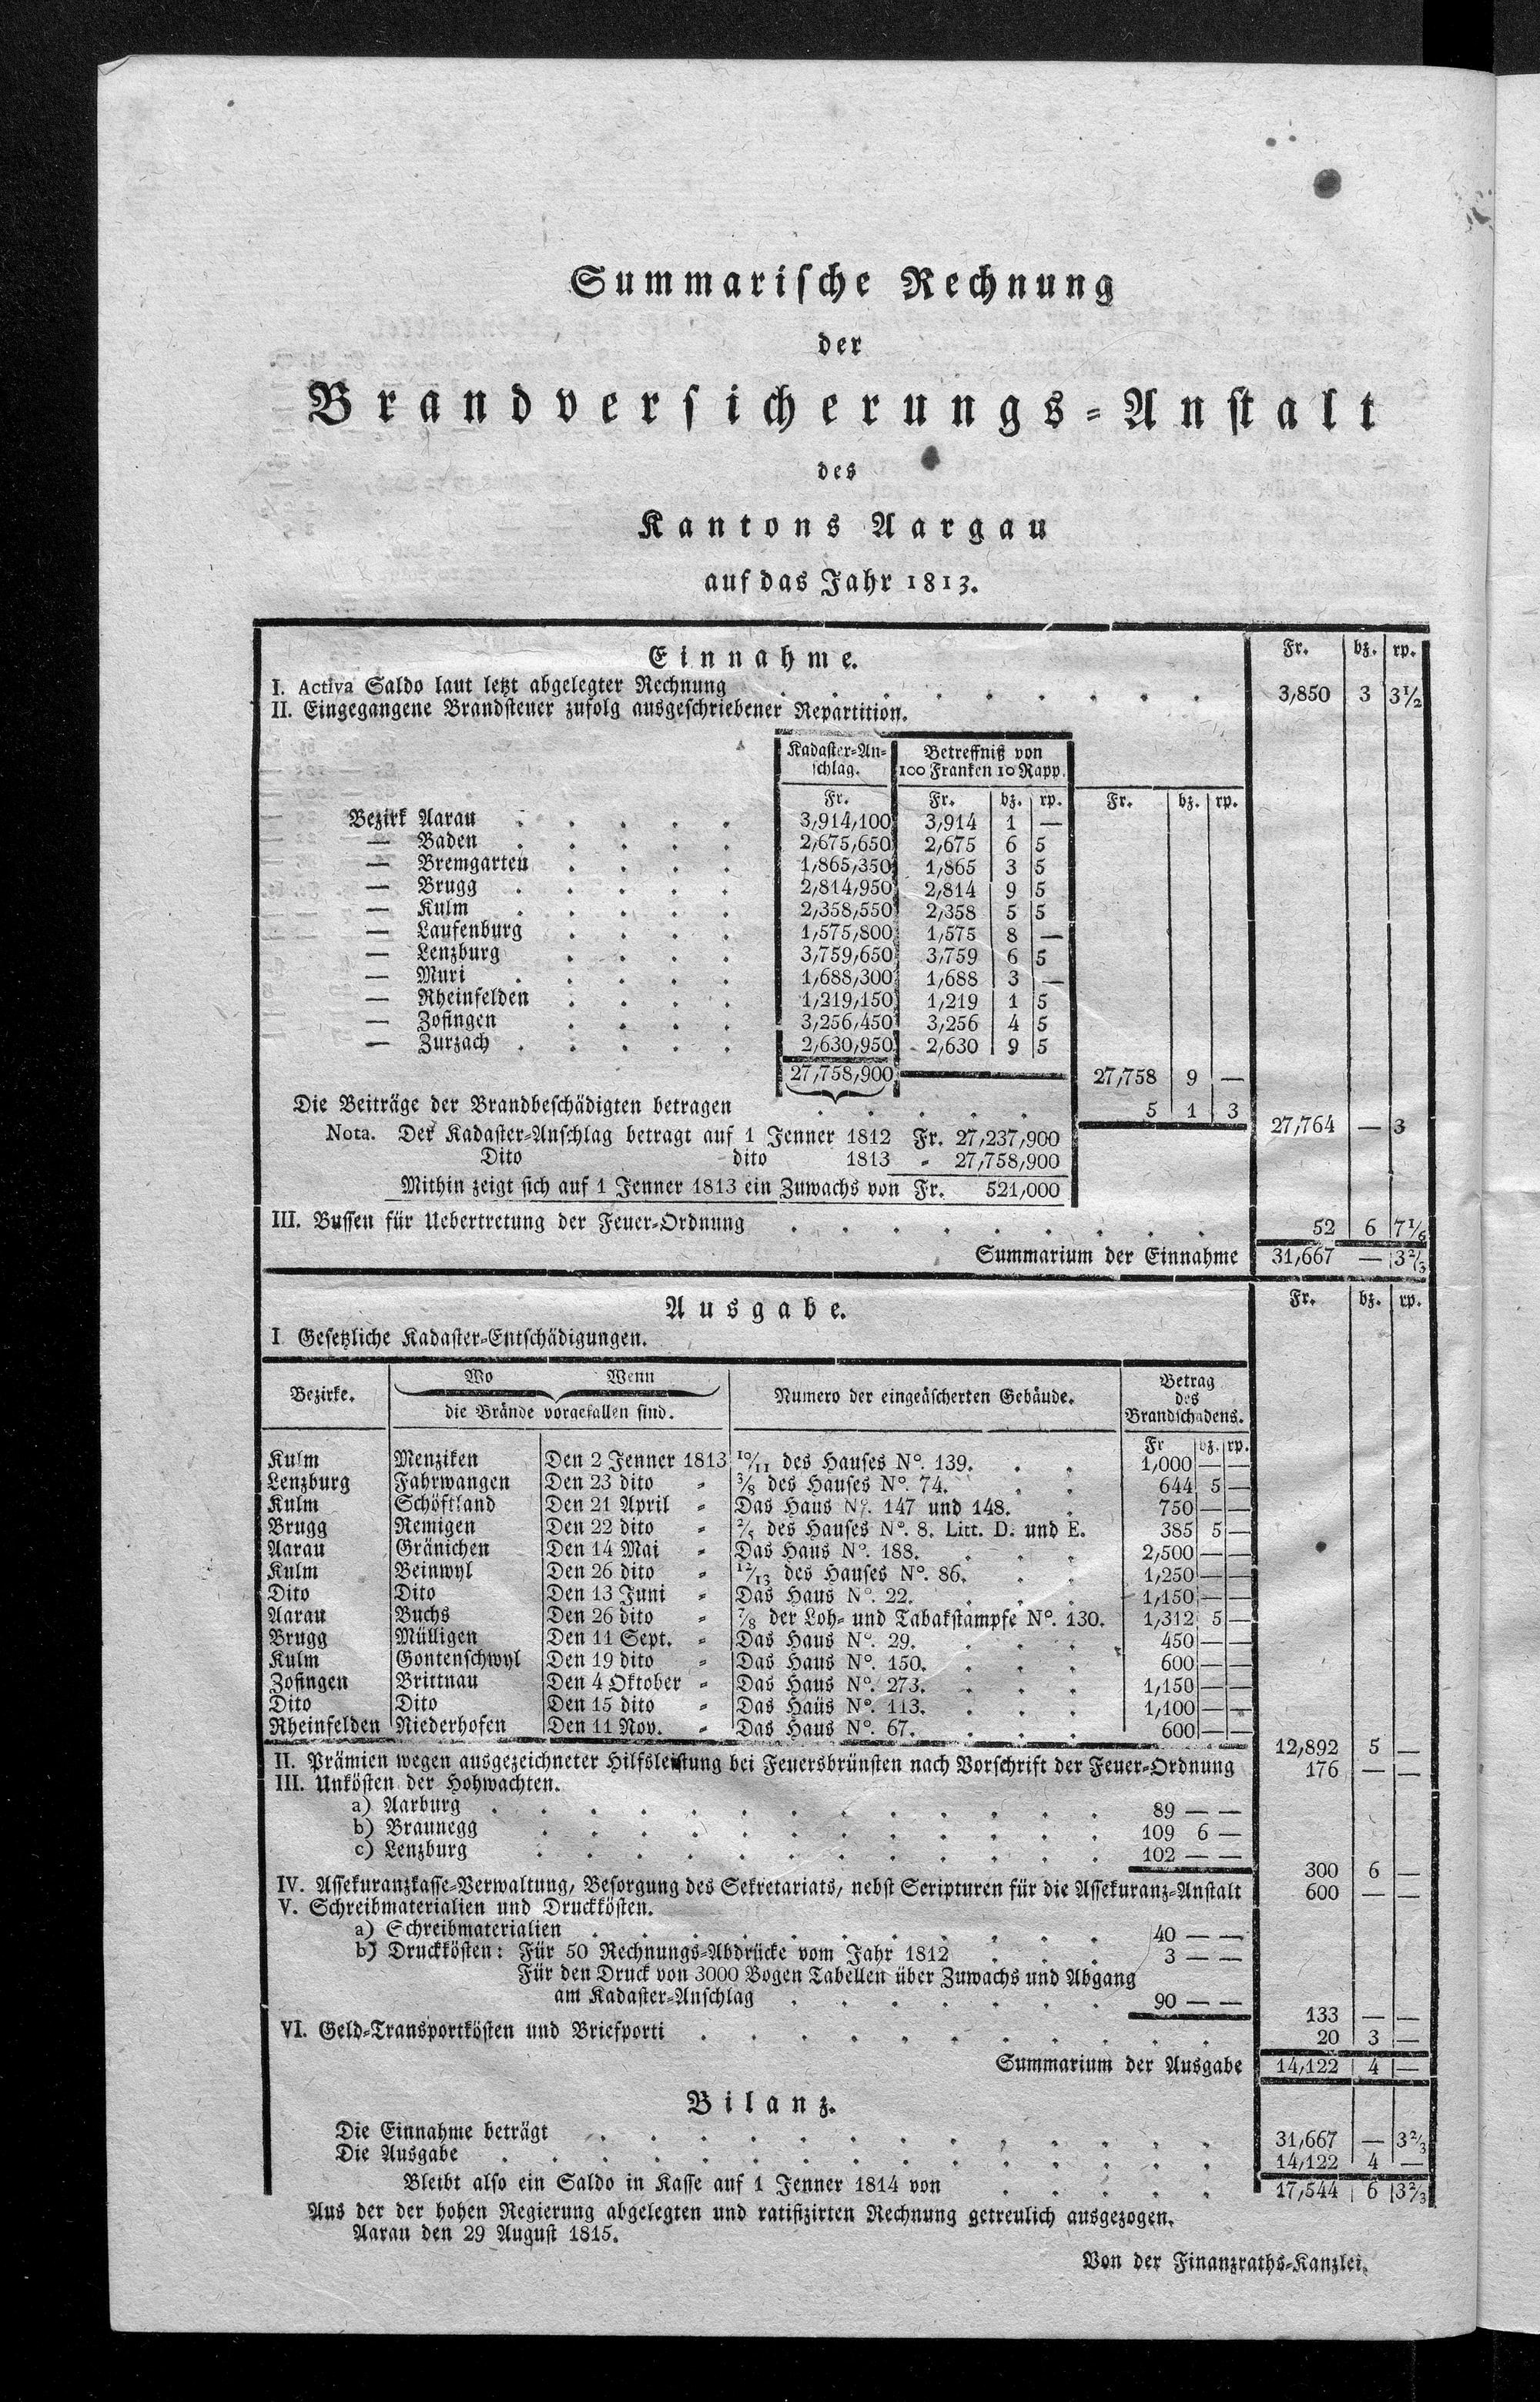 Summarische Rechnung
der
Brandversicherungs-Anstalt
des
Kantons Aargau
auf das Jahr 1813.
Einnahme. Fr. bz. rp.
I. Activa Saldo laut letzt abgelegter Rechnung . . . . . . . . . 3,850 3 3 1/2
II. Eingegangene Brandsteuer zufolg ausgeschriebener Repartition.
Kadaster-An- Betreffniß von
schlag. 100 Franken 10 Rapp.
Fr. Fr. bz. rp. Fr. bz. rp.
Bezirk Aarau . . . . . 3,914,100 3,914 1 —
— Baden . . . . . 2,675,650 2,675 6 5
— Bremgarten . . . . 1,865,350 1,865 3 5
— Brugg . . . . . 2,814,950 2,814 9 5
— Kulm . . . . . 2,358,550 2,358 5 5
— Laufenburg . . . . 1,575,800 1,575 8 —
— Lenzburg . . . . 3,759,650 3,759 6 5
— Muri . . . . . 1,688,300 1,688 3 —
— Rheinfelden . . . . 1,219,150 1,219 1 5
— Zofingen . . . . 3,256,450 3,256 4 5
— Zurzach . . . . . 2,630,950 2,630 9 5
27,758,900 27,758 9 —
Die Beiträge der Brandbeschädigten betragen . . . . . 5 1 3
27,764 — 3
Nota. Der Kadaster-Anschlag betragt auf 1 Jenner 1812 Fr. 27,237,900
Dito dito 1813 „ 27,758,900
Mithin zeigt sich auf 1 Jenner 1813 ein Zuwachs von Fr. 521,000
III. Bussen für Uebertretung der Feuer-Ordnung . . . . . . . . . 52 6 7 1/6
Summarium der Einnahme 31,667 — 3 2/3
Ausgabe. Fr. bz. rp.
I Gesetzliche Kadaster-Entschädigungen.
Bezirke. Wo Wenn Numero der eingeäscherten Gebäude. Betrag
die Brände vorgefallen sind. des
Brandschadens.
Fr bz. rp.
Kulm Menziken Den 2 Jenner 1813 10/11 des Hauses No. 139. . . 1,000 — —
Lenzburg Fahrwangen Den 23 dito „ 3/8 des Hauses No. 74. . . 644 5 —
Kulm Schöftland Den 21 April „ Das Haus No. 147 und 148. . 750 — —
Brugg Remigen Den 22 dito „ 2/5 des Hauses No. 8. Litt. D. und E. 385 5 —
Aarau Gränichen Den 14 Mai „ Das Haus No. 188. . . . 2,500 — —
Kulm Beinwyl Den 26 dito „ 12/13 des Hauses No. 86. . . 1,250 — —
Dito Dito Den 13 Juni „ Das Haus No. 22. . . . 1,150 — —
Aarau Buchs Den 26 dito „ 7/8 der Loh- und Tabakstampfe No. 130. 1,312 5 —
Brugg Mülligen Den 11 Sept. „ Das Haus No. 29. . . . 450 — —
Kulm Gontenschwyl Den 19 dito „ Das Haus No. 150. . . . 600 — —
Zofingen Brittnau Den 4 Oktober „ Das Haus No. 273. . . . 1,150 — —
Dito Dito Den 15 dito „ Das Haus No. 113. . . . 1,100 — —
Rheinfelden Niederhofen Den 11 Nov. „ Das Haus No. 67. . . . 600 — —
12,892 5 —
II. Prämien wegen ausgezeichneter Hilfsleistung bei Feuersbrünsten nach Vorschrift der Feuer-Ordnung 176 — —
III. Unkösten der Hohwachten.
a) Aarburg . . . . . . . . . . . . . 89 — —
b) Braunegg . . . . . . . . . . . . 109 6 —
c) Lenzburg . . . . . . . . . . . . 102 — —
300 6 —
IV. Assekuranzkasse-Verwaltung, Besorgung des Sekretariats, nebst Scripturen für die Assekuranz-Anstalt 600 — —
V. Schreibmaterialien und Druckkösten.
a) Schreibmaterialien . . . . . . . . . . . 40 — —
b) Druckkösten: Für 50 Rechnungs-Abdrücke vom Jahr 1812 . . . 3 — —
Für den Druck von 3000 Bogen Tabellen über Zuwachs und Abgang
am Kadaster-Anschlag . . . . . . . 90 — —
133 — —
VI. Geld-Transportkösten und Briefporti . . . . . . . . . . . 20 3 —
Summarium der Ausgabe 14,122 4 —
Bilanz.
Die Einnahme beträgt . . . . . . . . . . . . . 31,667 — 3 2/3
Die Ausgabe . . . . . . . . . . . . . . . 14,122 4 —
Bleibt also ein Saldo in Kasse auf 1 Jenner 1814 von . . . . . 17,544 6 3 2/3
Aus der der hohen Regierung abgelegten und ratifizirten Rechnung getreulich ausgezogen.
Aarau den 29 August 1815.
Von der Finanzraths-Kanzlei.